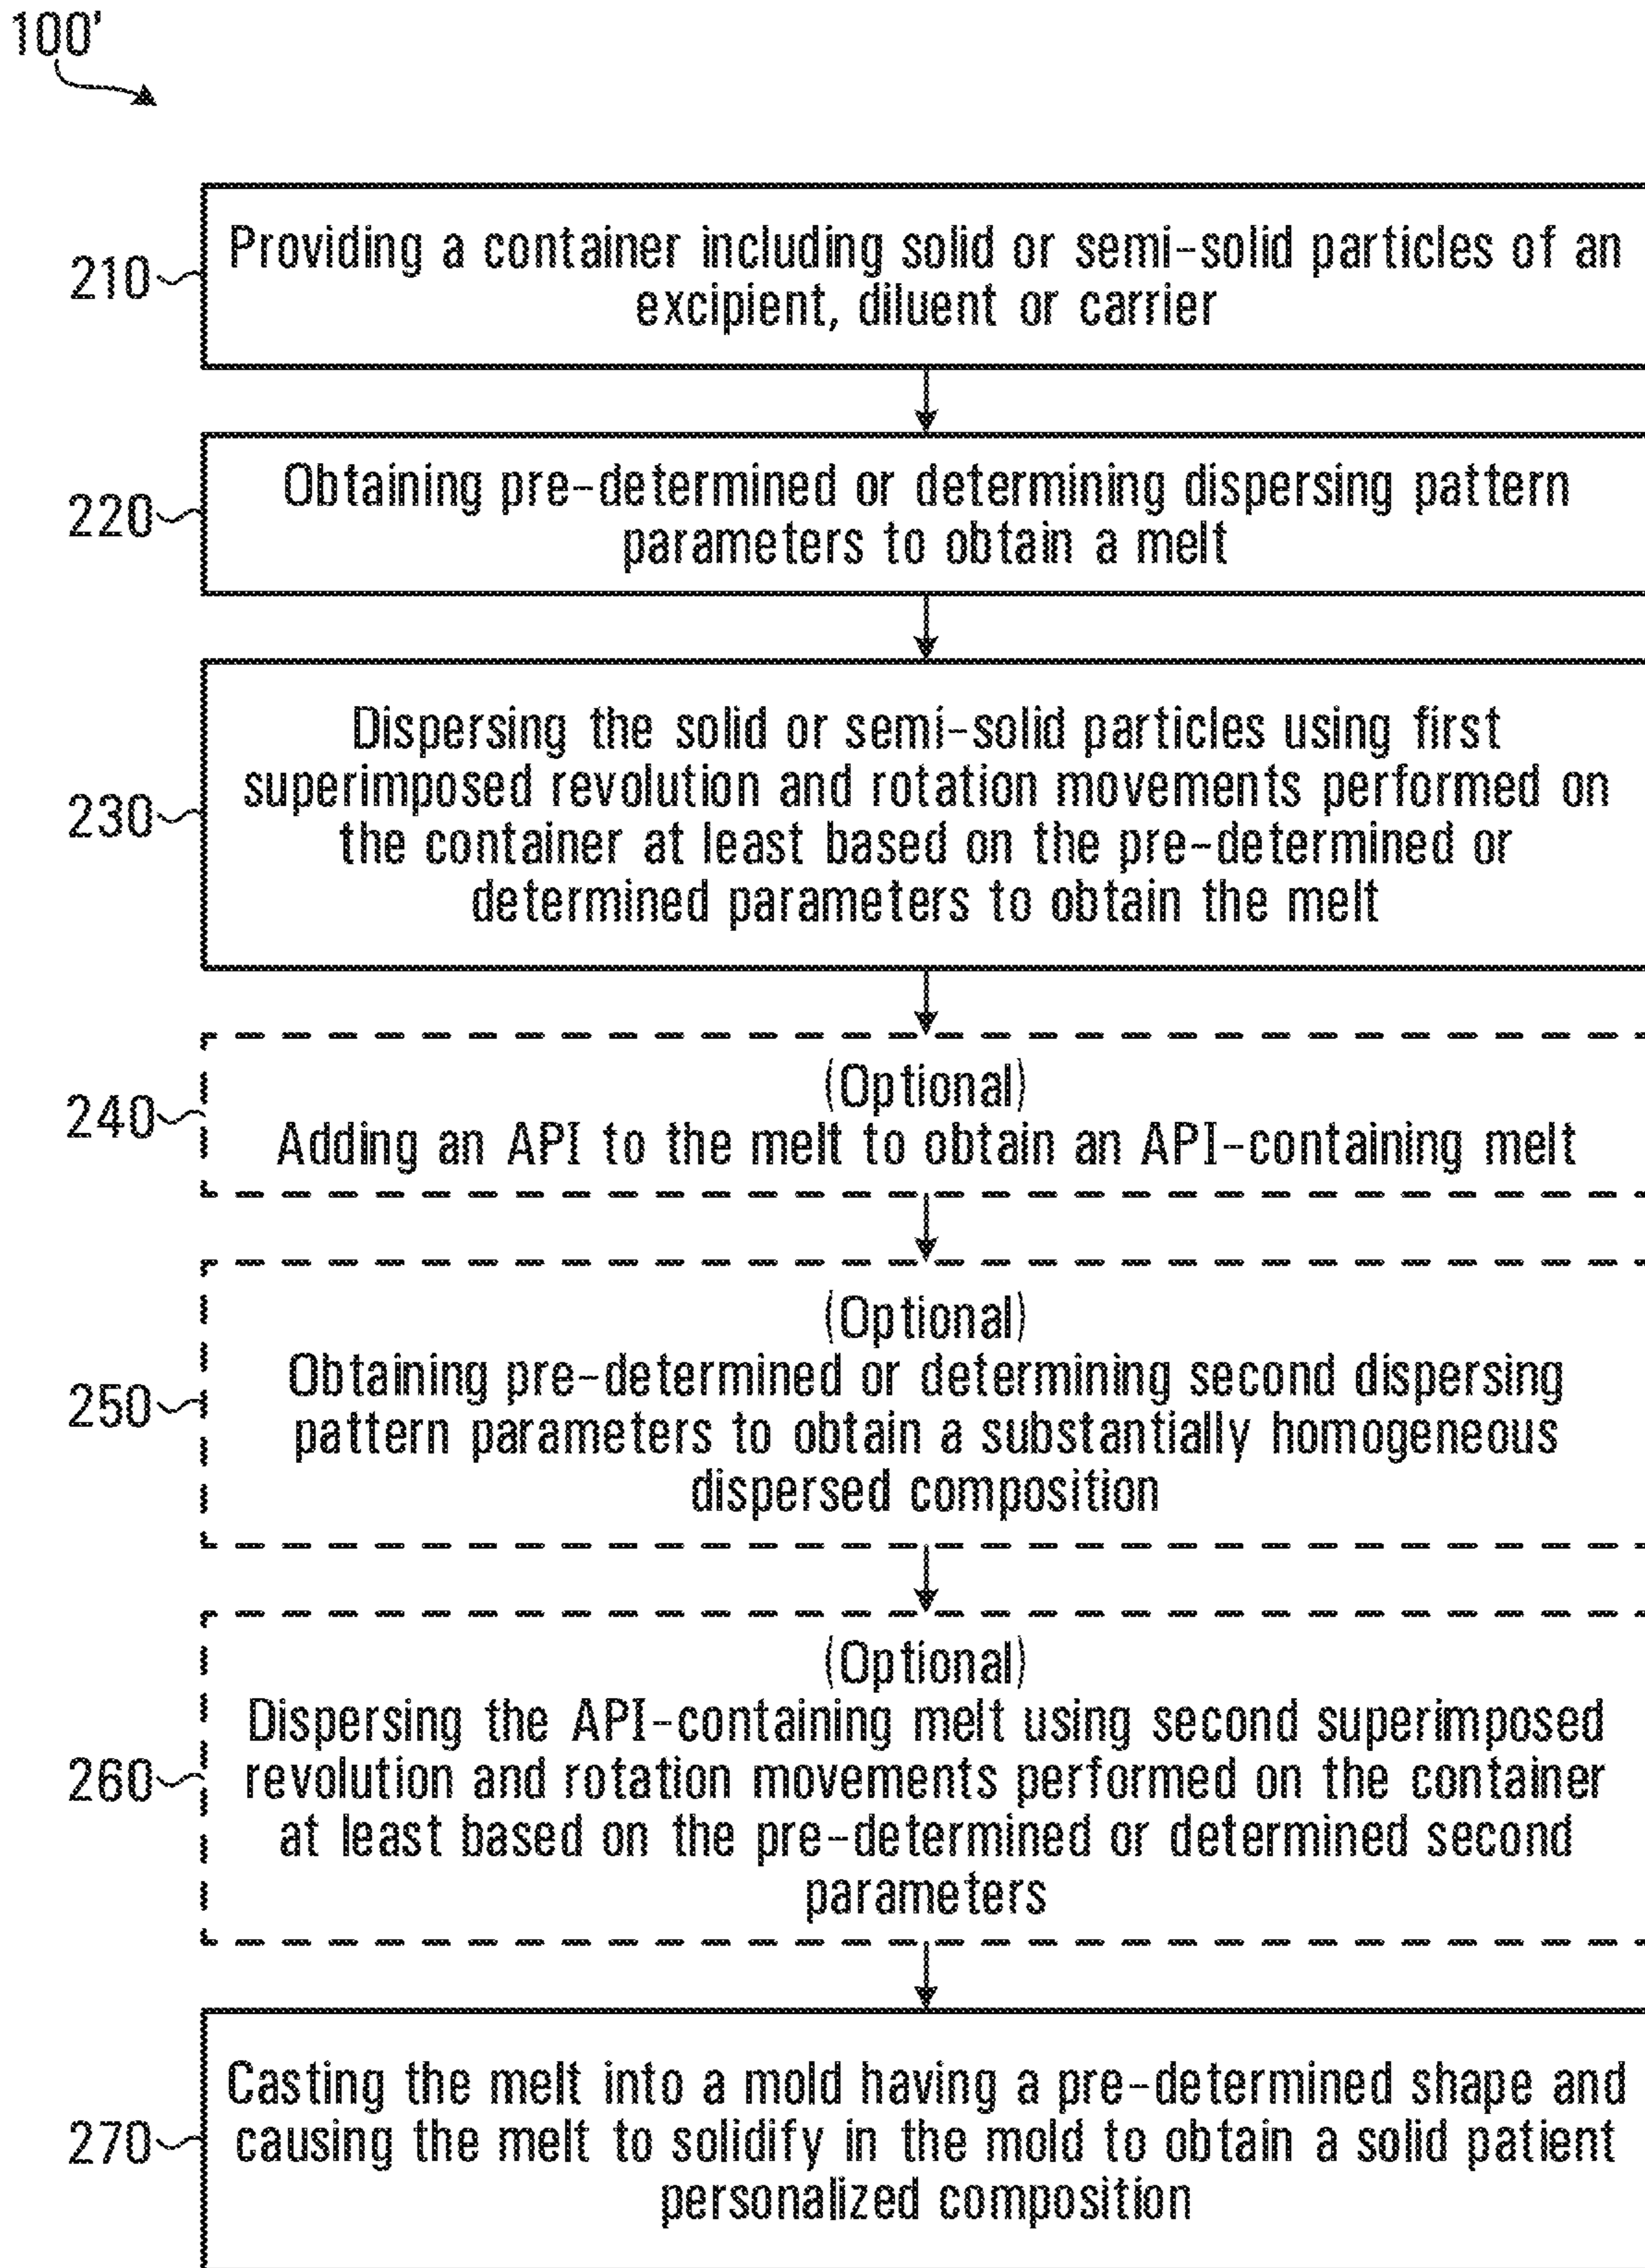 100'
210
Providing a container including solid or semi-solid particles of an
excipient, diluent or carrier
220
Obtaining pre-determined or determining dispersing pattern
parameters to obtain a melt
230
Dispersing the solid or semi-solid particles using first
superimposed revolution and rotation movements performed on
the container at least based on the pre-determined or
determined parameters to obtain the melt
240
(Optional)
Adding an API to the melt to obtain an API-containing melt
250
(Optional)
Obtaining pre-determined or determining second dispersing
pattern parameters to obtain a substantially homogeneous
dispersed composition
260
(Optional)
Dispersing the API-containing melt using second superimposed
revolution and rotation movements performed on the container
at least based on the pre-determined or determined second
parameters
270
Casting the melt into a mold having a pre-determined shape and
causing the melt to solidify in the mold to obtain a solid patient
personalized composition